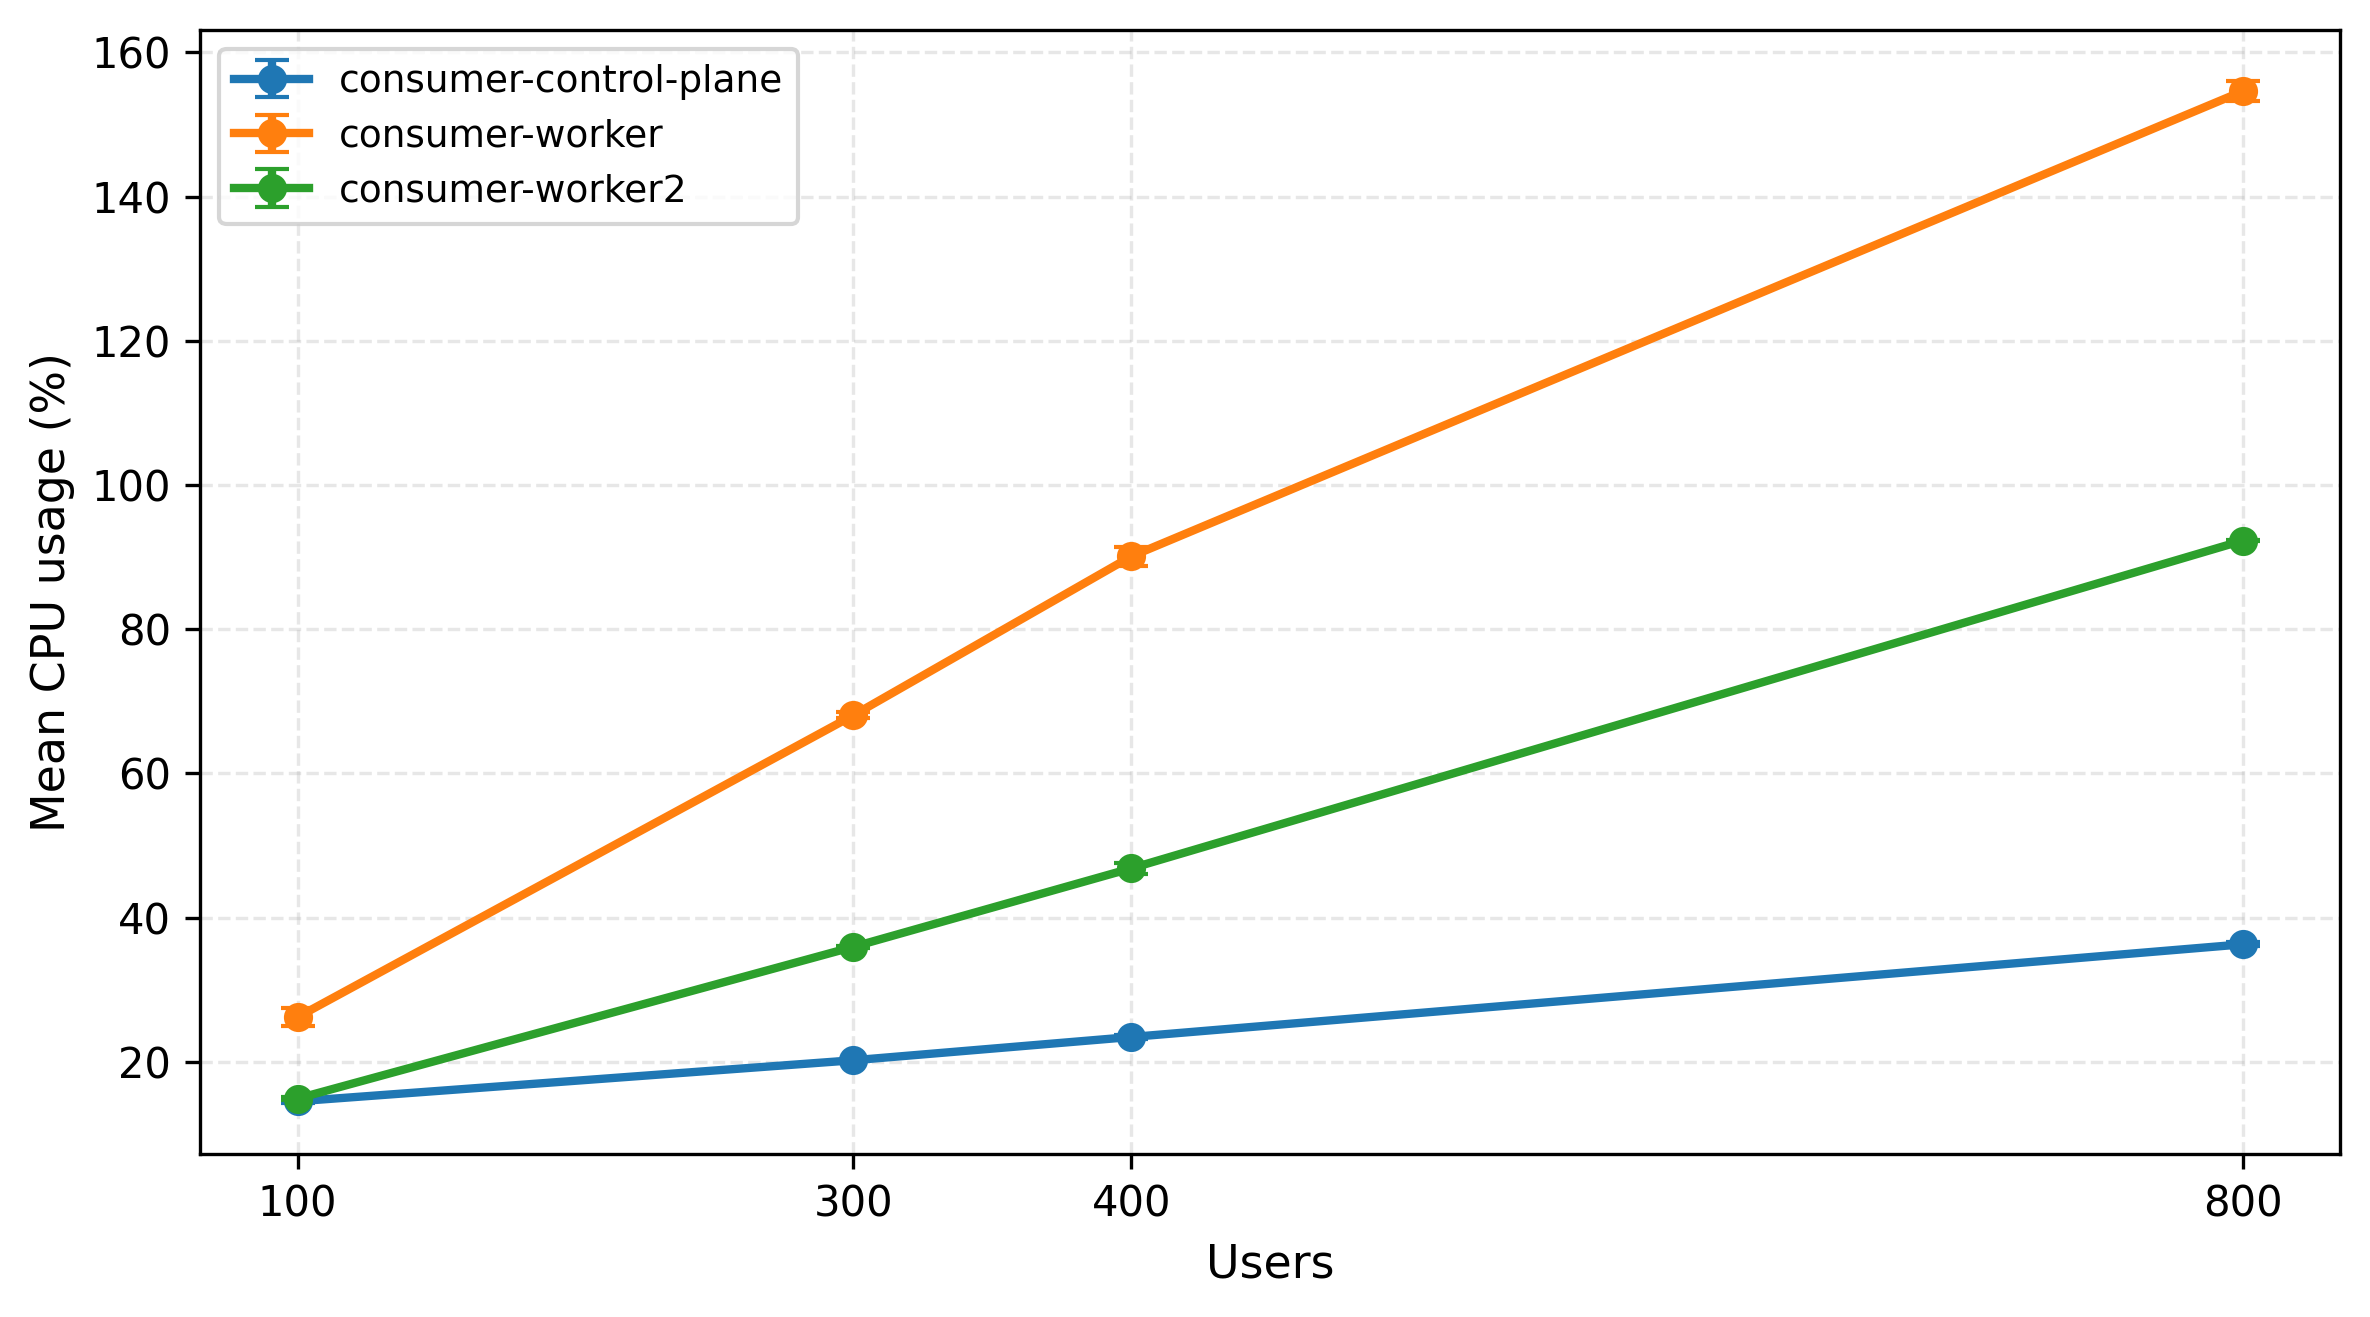 consumer-control-plane
consumer-worker
consumer-worker2
160
140
120
100
80
60
40
20
Mean CPU usage (%)
100 300 400 800
Users